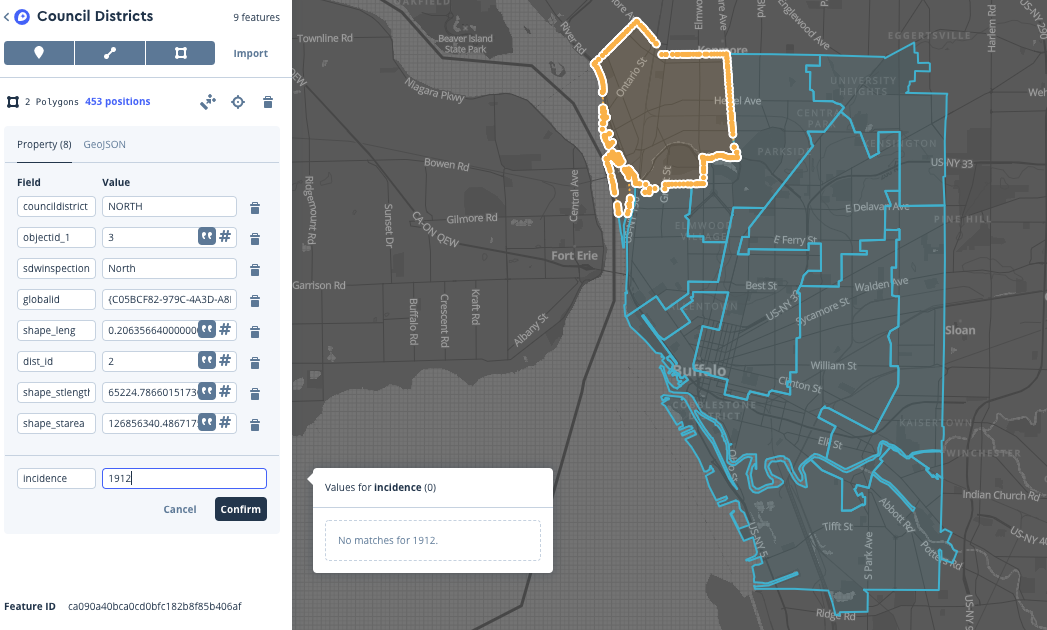 Council Districts
9 features
Import
2 Polygons 453 positions
Property (8)
GeoJSON
Field
Value
councildistrict
NORTH
objectid_1
3
sdwinspection
North
globalid
{C05BCF82-979C-4A3D-A8
shape_leng
0.20635664000000
dist_id
2
shape_stlength
65224.7866015173
shape_starea
126856340.486717
incidence
1912
Cancel
Confirm
Feature ID
ca090a40bca0cd0bfc182b8f85b406af
Values for incidence (0)
No matches for 1912.
OAKFIELD
Townline Rd
Beaver Island
State Park
River Rd
Niagara Pkwy
Ontario St
Kenmore
Elmwood
Englewood Ave
EGGERTSVILLE
Harlem Rd
US-NY 290
UNIVERSITY
HEIGHTS
Hertel Ave
CENTRAL
PARK
PARKSIDE
KENSINGTON
US-NY 33
Bowen Rd
Central Ave
Ridgemount Rd
Sunset Dr
Gilmore Rd
CA-ON QEW
E Delavan Ave
PINE HILL
ELMWOOD
VILLAGE
E Ferry St
Fort Erie
Garrison Rd
Best St
US-NY 33
Walden Ave
Sycamore St
Buffalo Rd
Crescent Rd
Kraft Rd
Albany St
Sloan
Buffalo
William St
Clinton St
COBBLESTONE
DISTRICT
KAISERTOWN
Elk St
Ohio St
WINCHESTER
Indian Church Rd
Abbott Rd
Tifft St
US-NY 5
S Park Ave
Potters Rd
Ridge Rd